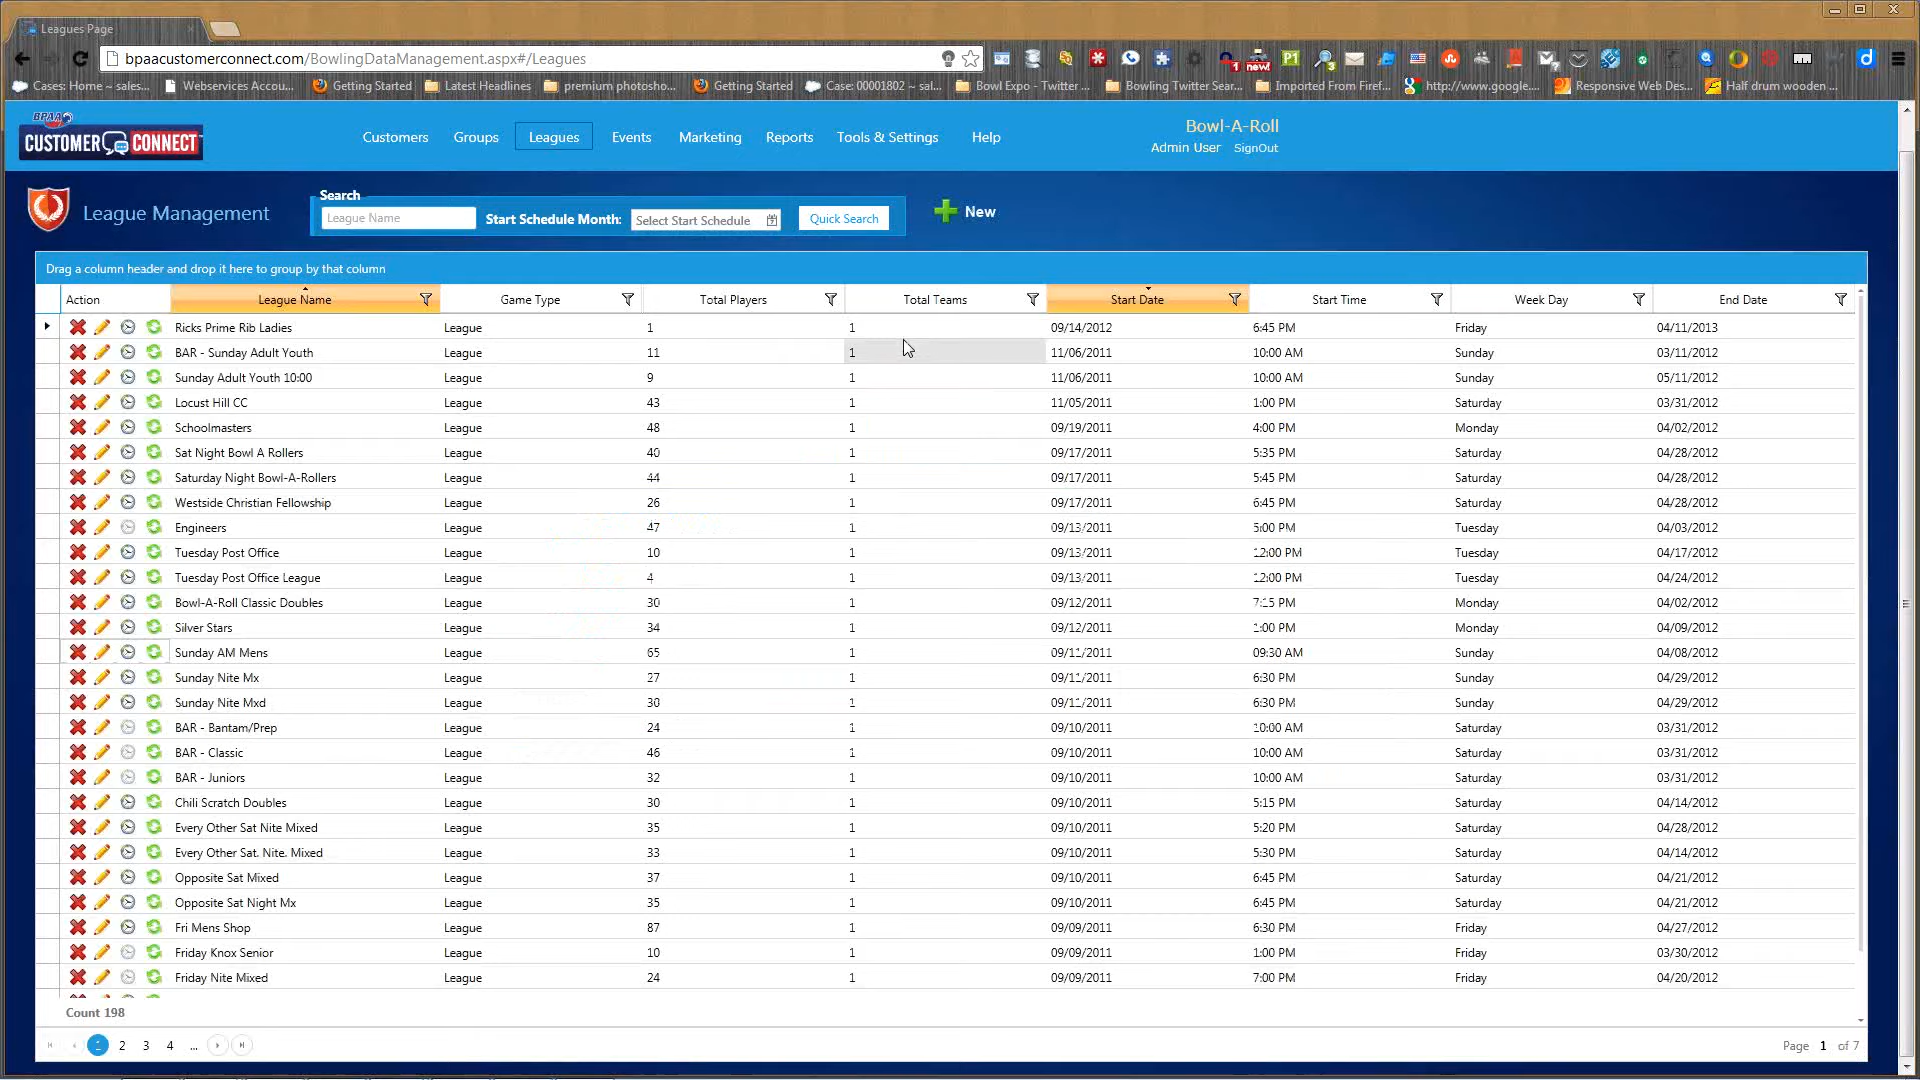 Leagues Page
bpaacustomerconnect.com/BowlingDataManagement.aspx#/Leagues
1 new! P1 3 ? d
Cases: Home ~ sales... Webservices Accou... Getting Started Latest Headlines premium photosho... Getting Started Case: 00001802 ~ sal... Bowl Expo - Twitter ... Bowling Twitter Sear... Imported From Firef... http://www.google.... Responsive Web Des... Half drum wooden ...
BPAA
CUSTOMER CONNECT
Customers Groups Leagues Events Marketing Reports Tools & Settings Help
Bowl-A-Roll
Admin User SignOut
League Management
Search
League Name Start Schedule Month: Select Start Schedule Quick Search
New
Drag a column header and drop it here to group by that column
Action League Name Game Type Total Players Total Teams Start Date Start Time Week Day End Date
Ricks Prime Rib Ladies League 1 1 09/14/2012 6:45 PM Friday 04/11/2013
BAR - Sunday Adult Youth League 11 1 11/06/2011 10:00 AM Sunday 03/11/2012
Sunday Adult Youth 10:00 League 9 1 11/06/2011 10:00 AM Sunday 05/11/2012
Locust Hill CC League 43 1 11/05/2011 1:00 PM Saturday 03/31/2012
Schoolmasters League 48 1 09/19/2011 4:00 PM Monday 04/02/2012
Sat Night Bowl A Rollers League 40 1 09/17/2011 5:35 PM Saturday 04/28/2012
Saturday Night Bowl-A-Rollers League 44 1 09/17/2011 5:45 PM Saturday 04/28/2012
Westside Christian Fellowship League 26 1 09/17/2011 6:45 PM Saturday 04/28/2012
Engineers League 47 1 09/13/2011 5:00 PM Tuesday 04/03/2012
Tuesday Post Office League 10 1 09/13/2011 12:00 PM Tuesday 04/17/2012
Tuesday Post Office League League 4 1 09/13/2011 12:00 PM Tuesday 04/24/2012
Bowl-A-Roll Classic Doubles League 30 1 09/12/2011 7:15 PM Monday 04/02/2012
Silver Stars League 34 1 09/12/2011 1:00 PM Monday 04/09/2012
Sunday AM Mens League 65 1 09/11/2011 09:30 AM Sunday 04/08/2012
Sunday Nite Mx League 27 1 09/11/2011 6:30 PM Sunday 04/29/2012
Sunday Nite Mxd League 30 1 09/11/2011 6:30 PM Sunday 04/29/2012
BAR - Bantam/Prep League 24 1 09/10/2011 10:00 AM Saturday 03/31/2012
BAR - Classic League 46 1 09/10/2011 10:00 AM Saturday 03/31/2012
BAR - Juniors League 32 1 09/10/2011 10:00 AM Saturday 03/31/2012
Chili Scratch Doubles League 30 1 09/10/2011 5:15 PM Saturday 04/14/2012
Every Other Sat Nite Mixed League 35 1 09/10/2011 5:20 PM Saturday 04/28/2012
Every Other Sat. Nite. Mixed League 33 1 09/10/2011 5:30 PM Saturday 04/14/2012
Opposite Sat Mixed League 37 1 09/10/2011 6:45 PM Saturday 04/21/2012
Opposite Sat Night Mx League 35 1 09/10/2011 6:45 PM Saturday 04/21/2012
Fri Mens Shop League 87 1 09/09/2011 6:30 PM Friday 04/27/2012
Friday Knox Senior League 10 1 09/09/2011 1:00 PM Friday 03/30/2012
Friday Nite Mixed League 24 1 09/09/2011 7:00 PM Friday 04/20/2012
Count 198
1 2 3 4 ... Page 1 of 7